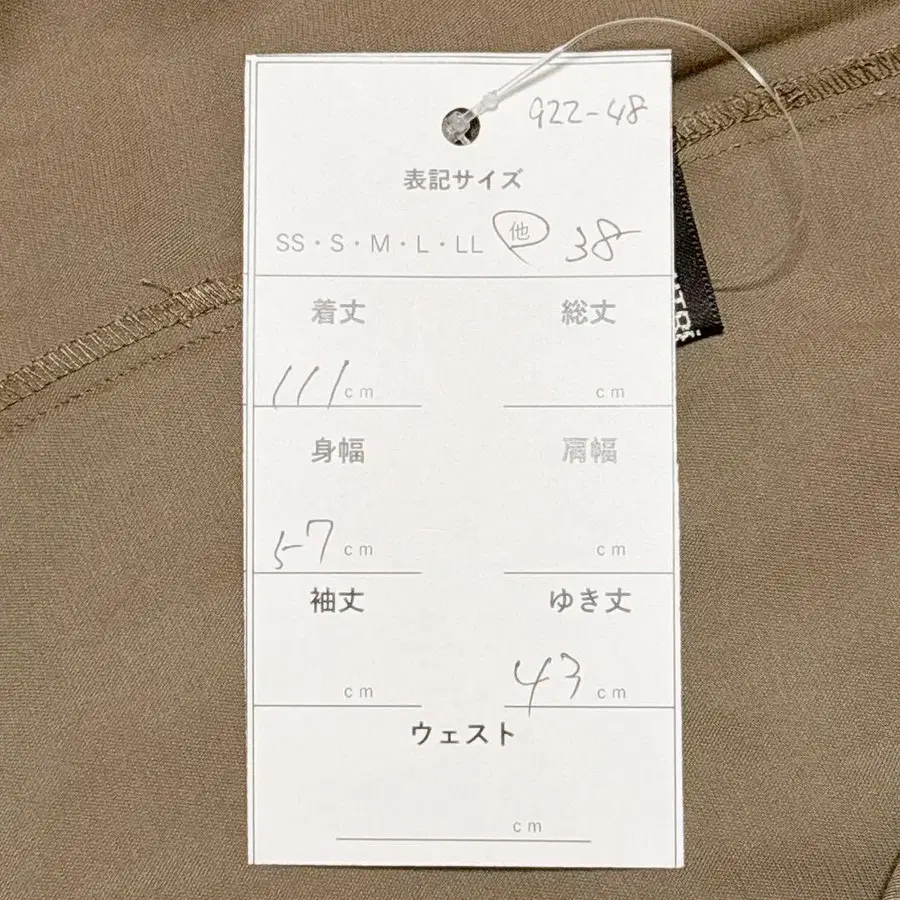 922-48
表記サイズ
SS・S・M・L・LL 他 38
着丈 総丈
111 cm cm
身幅 肩幅
57 cm cm
袖丈 ゆき丈
cm 43 cm
ウェスト
cm